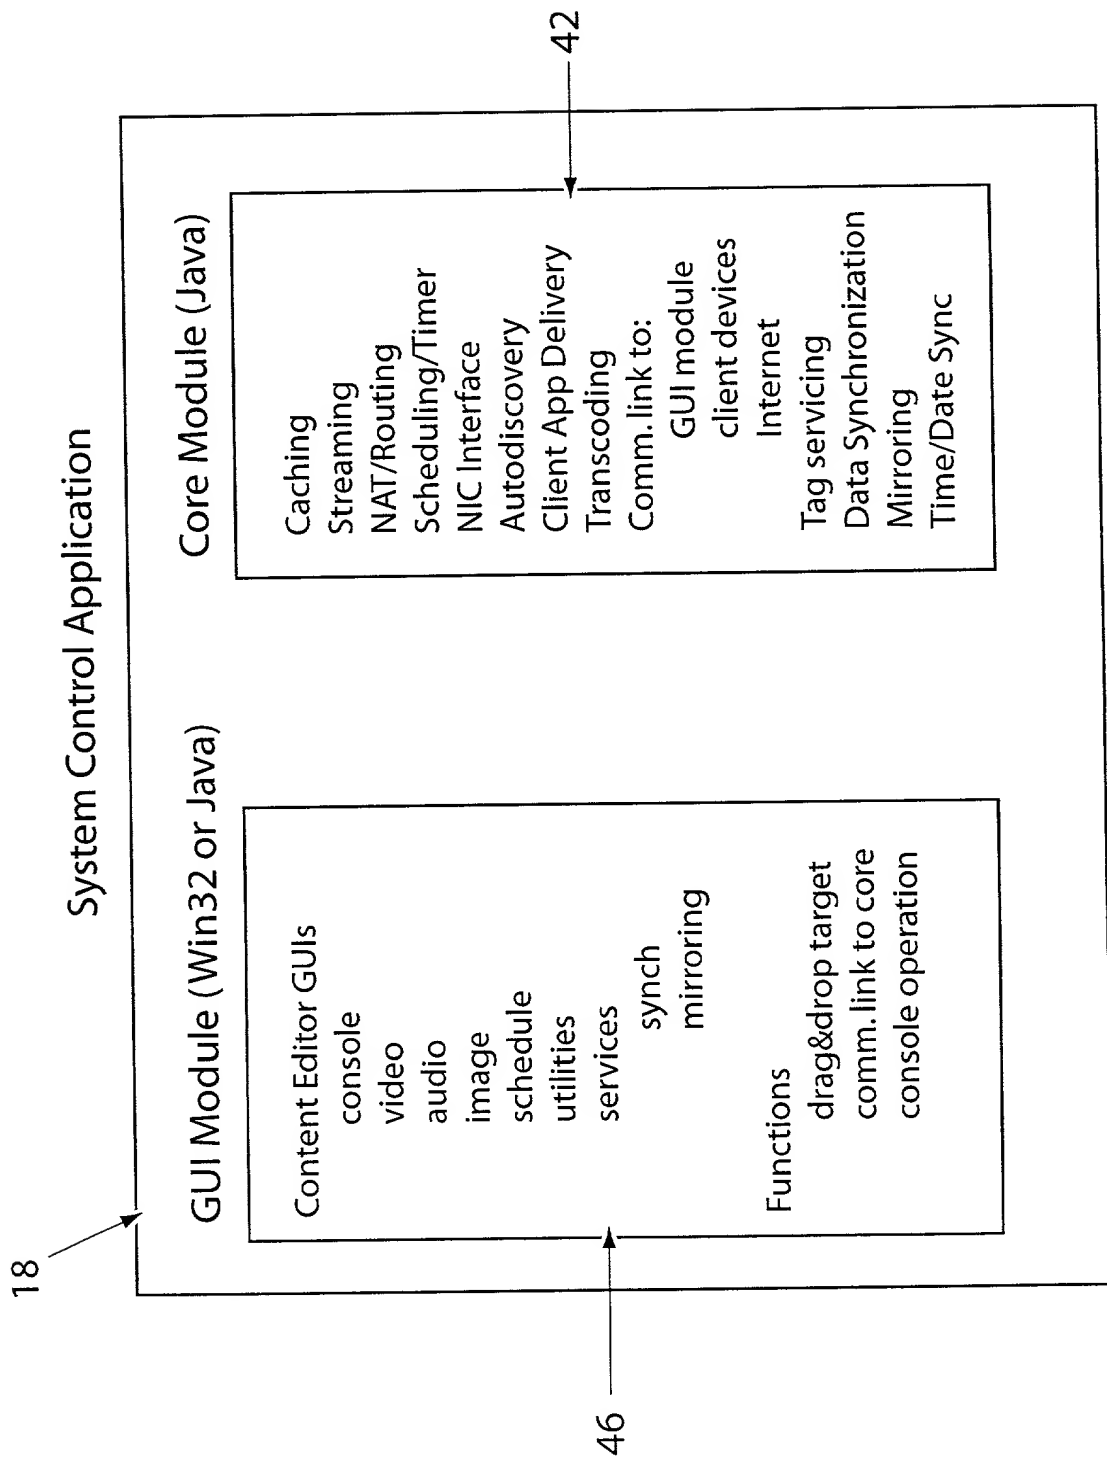 System Control Application
18
GUI Module (Win32 or Java)
Content Editor GUIs
console
video
audio
image
schedule
utilities
services
synch
mirroring
Functions
drag&drop target
comm.link to core
console operation
46
Core Module (Java)
Caching
Streaming
NAT/Routing
Scheduling/Timer
NIC Interface
Autodiscovery
Client App Delivery
Transcoding
Comm.link to:
GUI module
client devices
Internet
Tag servicing
Data Synchronization
Mirroring
Time/Date Sync
42